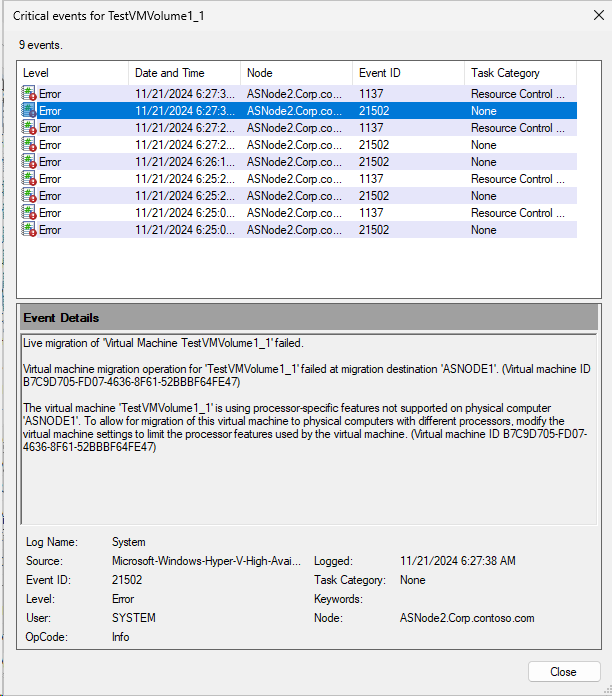 Critical events for TestVMVolume1_1
9 events.
Level Date and Time Node Event ID Task Category
Error 11/21/2024 6:27:3... ASNode2.Corp.co... 1137 Resource Control ...
Error 11/21/2024 6:27:3... ASNode2.Corp.co... 21502 None
Error 11/21/2024 6:27:2... ASNode2.Corp.co... 1137 Resource Control ...
Error 11/21/2024 6:27:2... ASNode2.Corp.co... 21502 None
Error 11/21/2024 6:26:1... ASNode2.Corp.co... 21502 None
Error 11/21/2024 6:25:2... ASNode2.Corp.co... 1137 Resource Control ...
Error 11/21/2024 6:25:2... ASNode2.Corp.co... 21502 None
Error 11/21/2024 6:25:0... ASNode2.Corp.co... 1137 Resource Control ...
Error 11/21/2024 6:25:0... ASNode2.Corp.co... 21502 None
Event Details
Live migration of 'Virtual Machine TestVMVolume1_1' failed.
Virtual machine migration operation for 'TestVMVolume1_1' failed at migration destination 'ASNODE1'. (Virtual machine ID
B7C9D705-FD07-4636-8F61-52BBBF64FE47)
The virtual machine 'TestVMVolume1_1' is using processor-specific features not supported on physical computer
'ASNODE1'. To allow for migration of this virtual machine to physical computers with different processors, modify the
virtual machine settings to limit the processor features used by the virtual machine. (Virtual machine ID B7C9D705-FD07-
4636-8F61-52BBBF64FE47)
Log Name: System
Source: Microsoft-Windows-Hyper-V-High-Avai... Logged: 11/21/2024 6:27:38 AM
Event ID: 21502 Task Category: None
Level: Error Keywords:
User: SYSTEM Node: ASNode2.Corp.contoso.com
OpCode: Info
Close